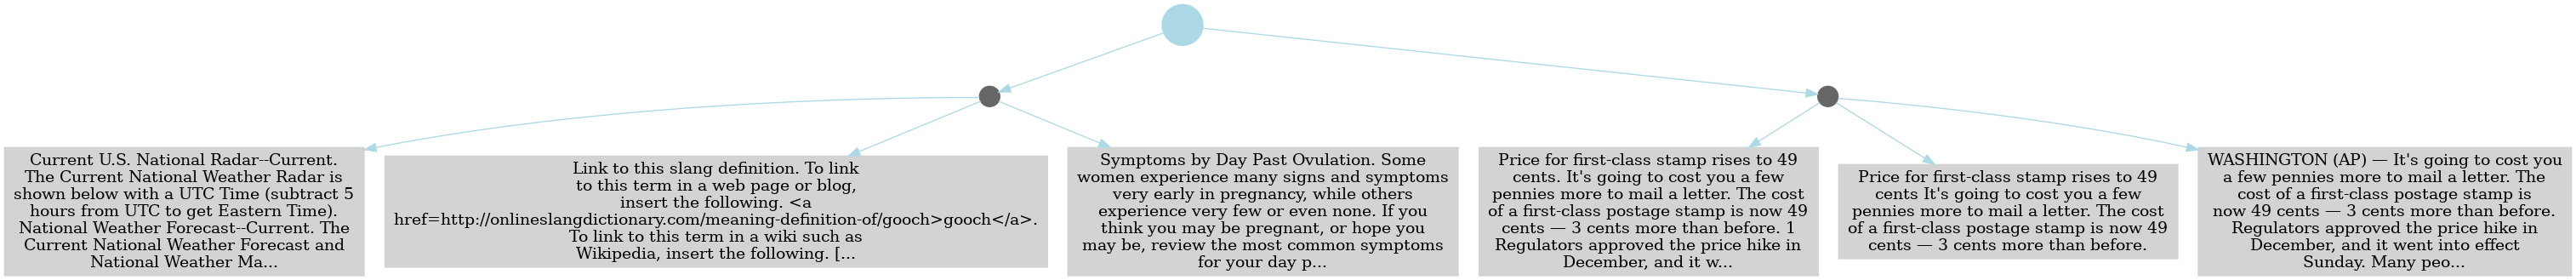 Current U.S. National Radar--Current.
The Current National Weather Radar is
shown below with a UTC Time (subtract 5
hours from UTC to get Eastern Time).
National Weather Forecast--Current. The
Current National Weather Forecast and
National Weather Ma...
Link to this slang definition. To link
to this term in a web page or blog,
insert the following. <a
href=http://onlineslangdictionary.com/meaning-definition-of/gooch>gooch</a>.
To link to this term in a wiki such as
Wikipedia, insert the following. [...
Symptoms by Day Past Ovulation. Some
women experience many signs and symptoms
very early in pregnancy, while others
experience very few or even none. If you
think you may be pregnant, or hope you
may be, review the most common symptoms
for your day p...
Price for first-class stamp rises to 49
cents. It's going to cost you a few
pennies more to mail a letter. The cost
of a first-class postage stamp is now 49
cents — 3 cents more than before. 1
Regulators approved the price hike in
December, and it w...
Price for first-class stamp rises to 49
cents It's going to cost you a few
pennies more to mail a letter. The cost
of a first-class postage stamp is now 49
cents — 3 cents more than before.
WASHINGTON (AP) — It's going to cost you
a few pennies more to mail a letter. The
cost of a first-class postage stamp is
now 49 cents — 3 cents more than before.
Regulators approved the price hike in
December, and it went into effect
Sunday. Many peo...